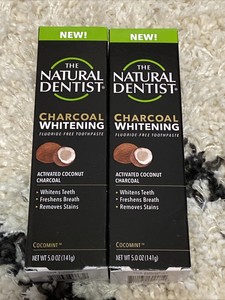 NEW!
THE
NATURAL
DENTIST®
CHARCOAL
WHITENING
FLUORIDE FREE TOOTHPASTE
ACTIVATED COCONUT
CHARCOAL
• Whitens Teeth
• Freshens Breath
• Removes Stains
COCOMINT™
NET WT 5.0 OZ (141g)
NEW!
THE
NATURAL
DENTIST®
CHARCOAL
WHITENING
FLUORIDE FREE TOOTHPASTE
ACTIVATED COCONUT
CHARCOAL
• Whitens Teeth
• Freshens Breath
• Removes Stains
COCOMINT™
NET WT 5.0 OZ (141g)